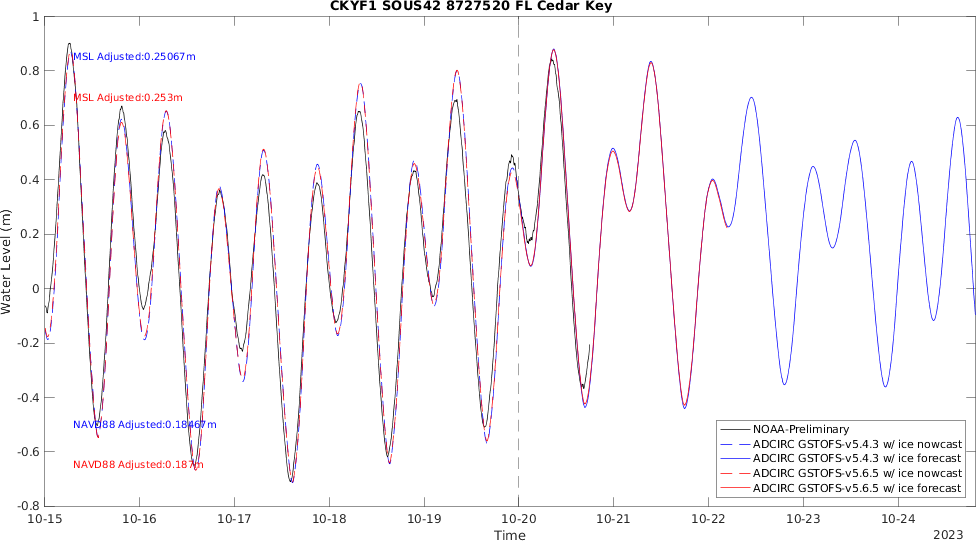 CKYF1 SOUS42 8727520 FL Cedar Key
1
0.8
0.6
0.4
0.2
0
-0.2
-0.4
-0.6
-0.8
Water Level (m)
MSL Adjusted:0.25067m
MSL Adjusted:0.253m
NAVD88 Adjusted:0.18467m
NAVD88 Adjusted:0.187m
NOAA-Preliminary
ADCIRC GSTOFS-v5.4.3 w/ ice nowcast
ADCIRC GSTOFS-v5.4.3 w/ ice forecast
ADCIRC GSTOFS-v5.6.5 w/ ice nowcast
ADCIRC GSTOFS-v5.6.5 w/ ice forecast
10-15 10-16 10-17 10-18 10-19 10-20 10-21 10-22 10-23 10-24
Time
2023